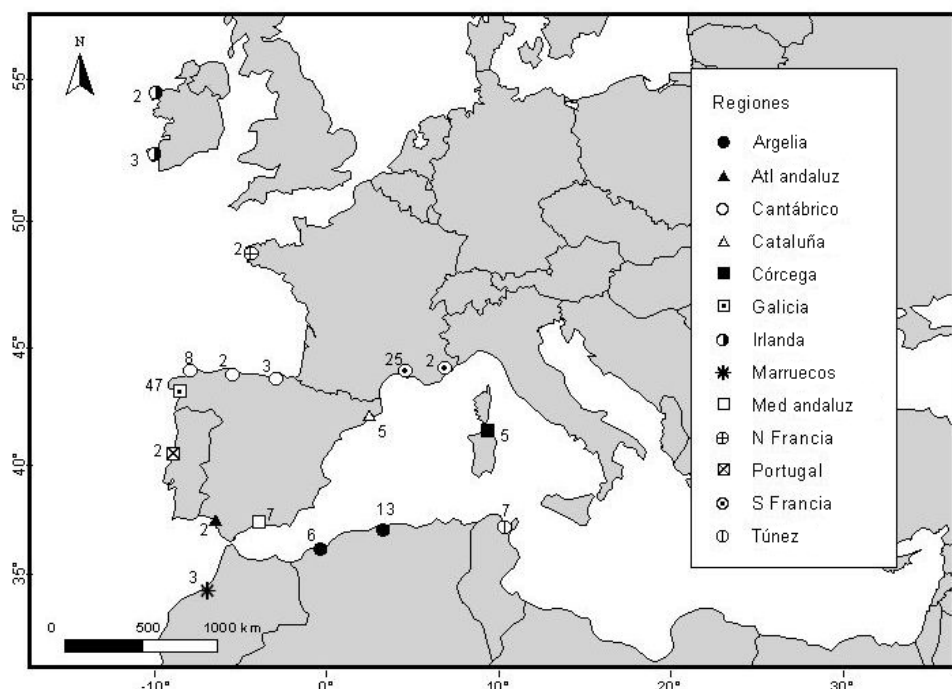 N
55°
50°
45°
40°
35°
2
3
2
8
2
3
47
25
2
5
5
2
2
7
6
13
7
3
Regiones
Argelia
Atl andaluz
Cantábrico
Cataluña
Córcega
Galicia
Irlanda
Marruecos
Med andaluz
N Francia
Portugal
S Francia
Túnez
0 500 1000 km
-10° 0° 10° 20° 30°